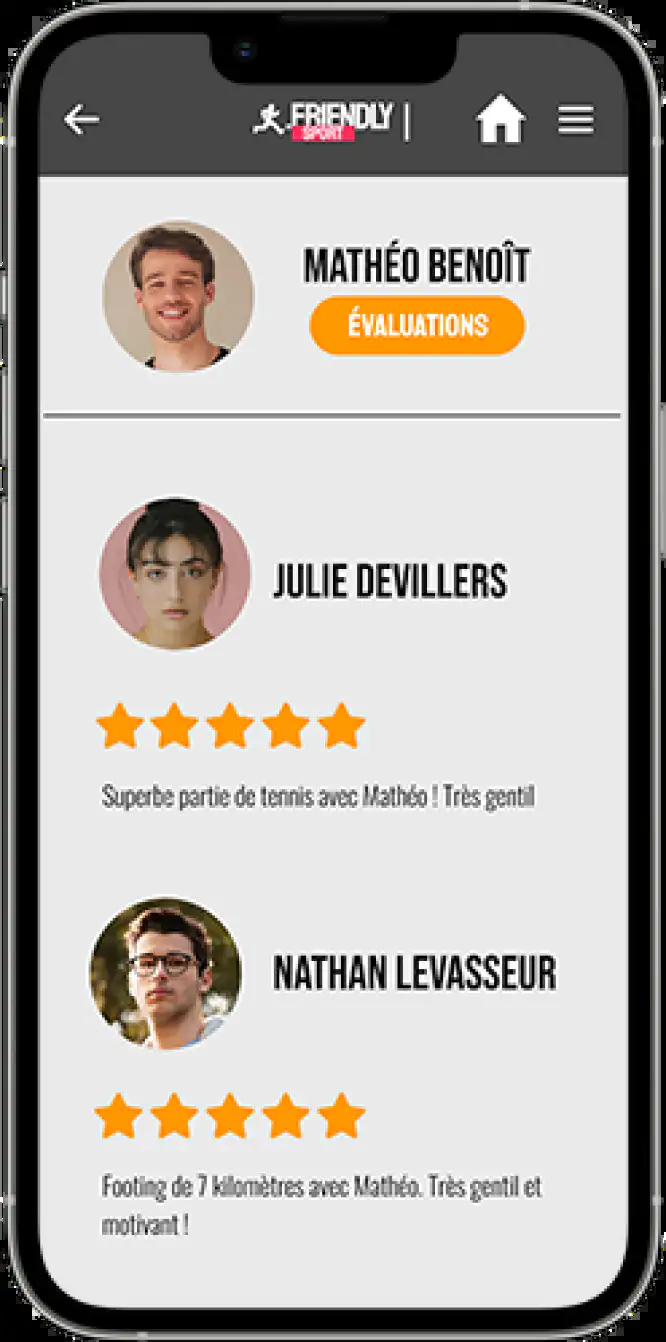 FRIENDLY
SPORT
MATHÉO BENOÎT
ÉVALUATIONS
JULIE DEVILLERS
Superbe partie de tennis avec Mathéo ! Très gentil
NATHAN LEVASSEUR
Footing de 7 kilomètres avec Mathéo. Très gentil et
motivant !